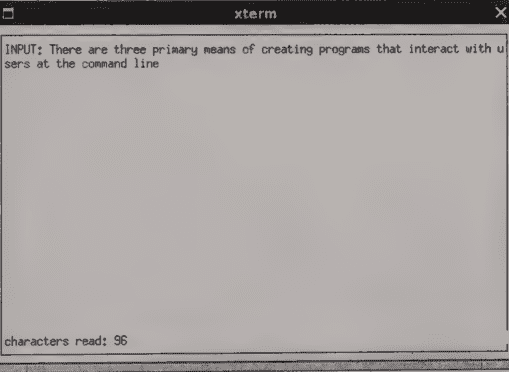 xterm
INPUT: There are three primary means of creating programs that interact with u
sers at the command line
characters read: 96